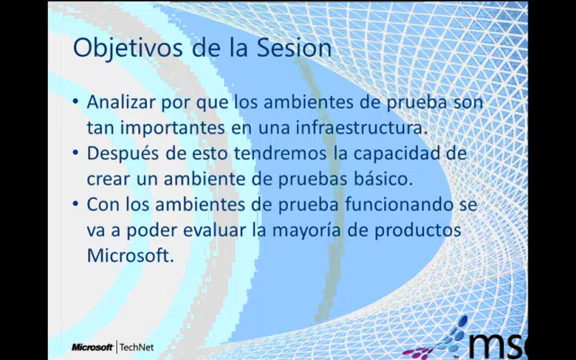 Objetivos de la Sesion
• Analizar por que los ambientes de prueba son
tan importantes en una infraestructura.
• Después de esto tendremos la capacidad de
crear un ambiente de pruebas básico.
• Con los ambientes de prueba funcionando se
va a poder evaluar la mayoría de productos
Microsoft.
Microsoft | TechNet